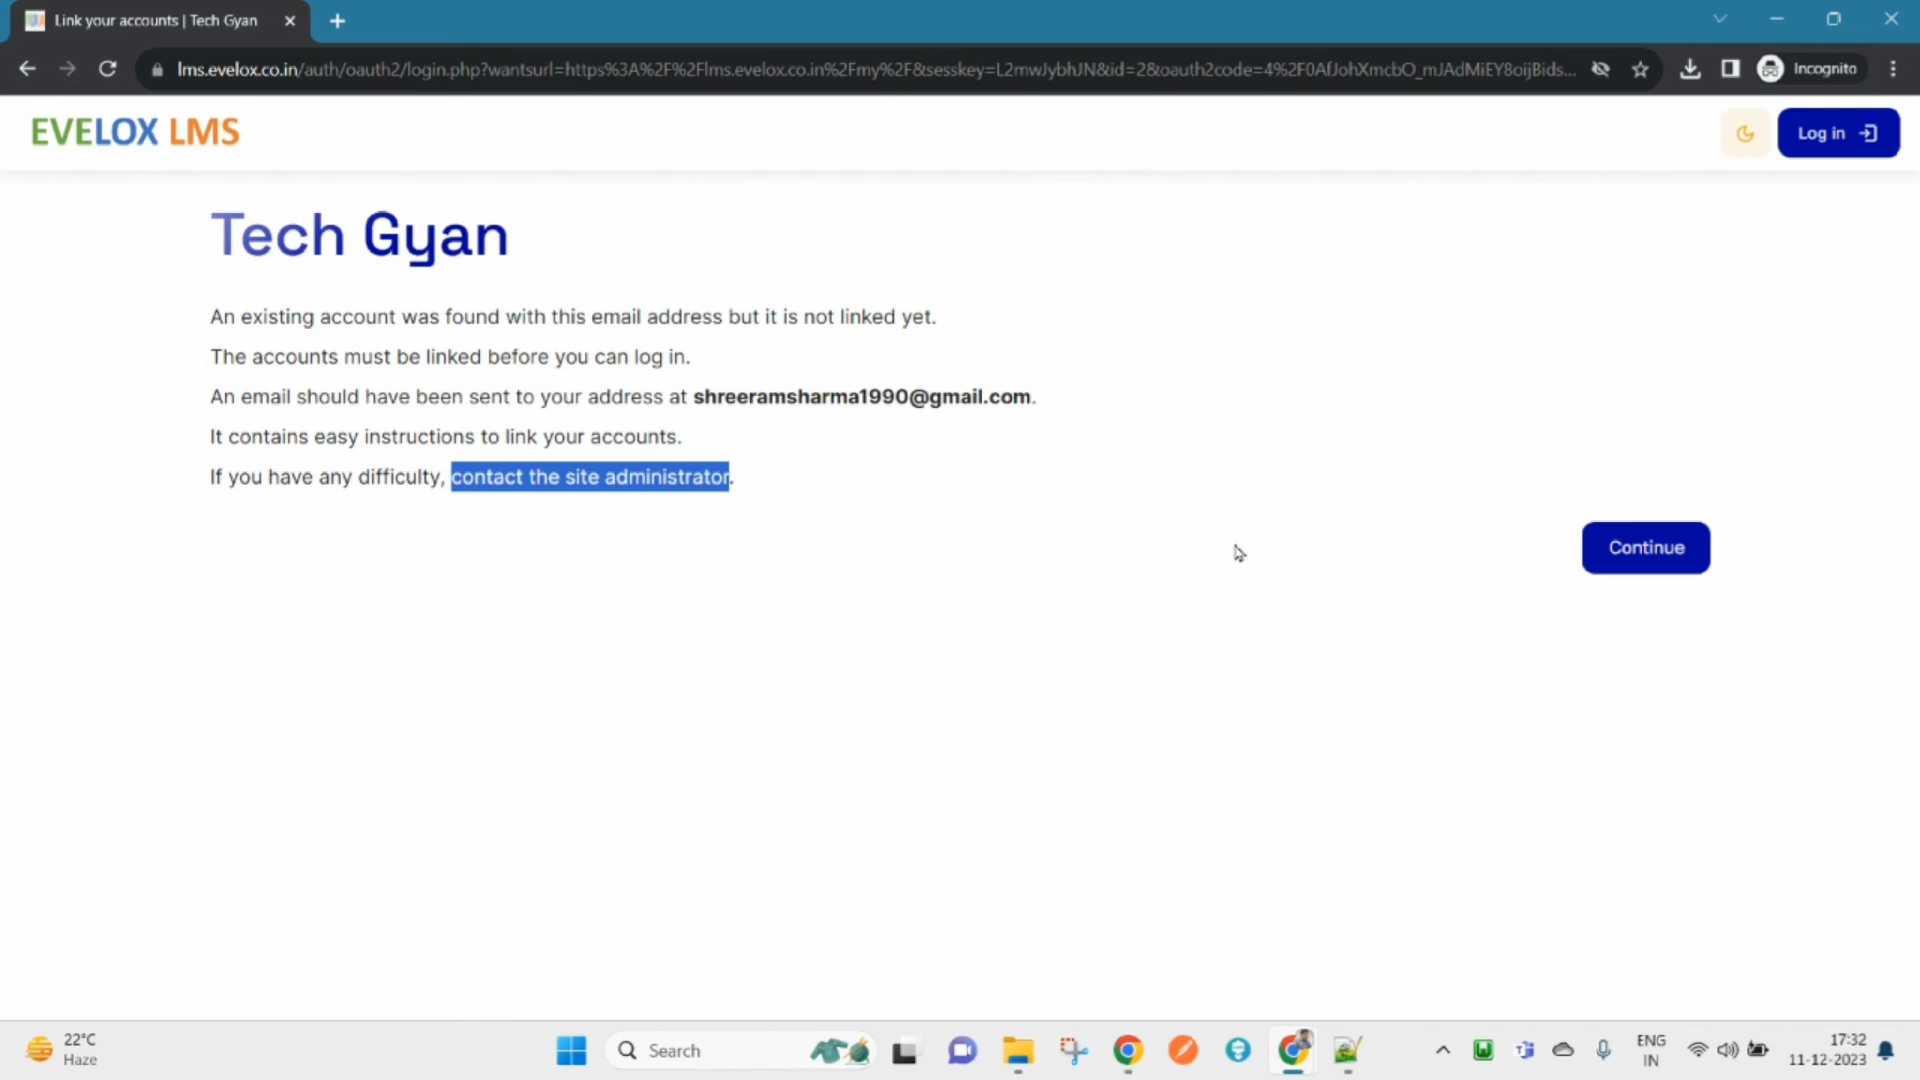 Link your accounts | Tech Gyan
lms.evelox.co.in/auth/oauth2/login.php?wantsurl=https%3A%2F%2Flms.evelox.co.in%2Fmy%2F&sesskey=L2mwJybhJN&id=2&oauth2code=4%2F0AfJohXmcbO_mJAdMiEY8oijBids...
Incognito
EVELOX LMS
Log in
Tech Gyan
An existing account was found with this email address but it is not linked yet.
The accounts must be linked before you can log in.
An email should have been sent to your address at shreeramsharma1990@gmail.com.
It contains easy instructions to link your accounts.
If you have any difficulty, contact the site administrator.
Continue
22°C
Haze
Search
ENG
IN
17:32
11-12-2023